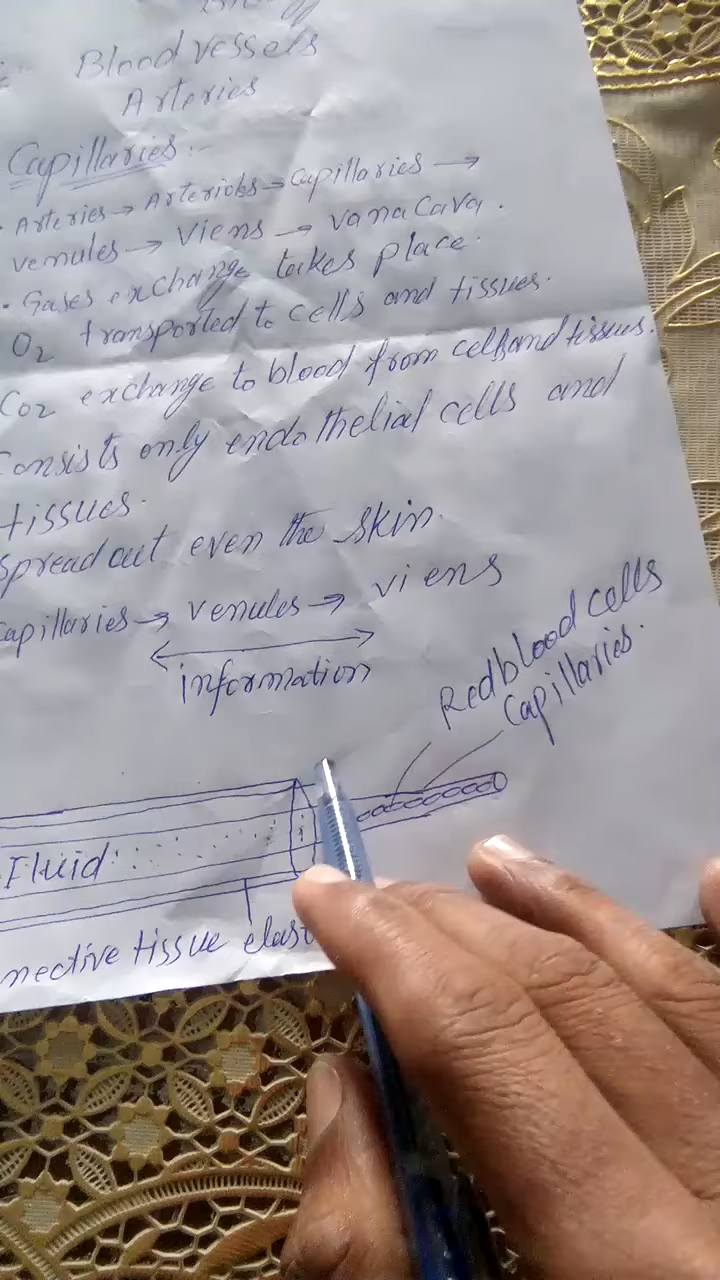 Blood vessels
Arteries
Capillaries :-
. Arteries → Arteriols → Capillaries →
venules → Viens → vana Cava .
. Gases exchange takes place.
O2 transported to cells and tissues.
Co2 exchange to blood from cells and tissues.
Consists only endothelial cells and
tissues.
Spread out even the skin.
Capillaries → venules → viens
information
Red blood cells
Capillaries.
Fluid
nective tissue elast